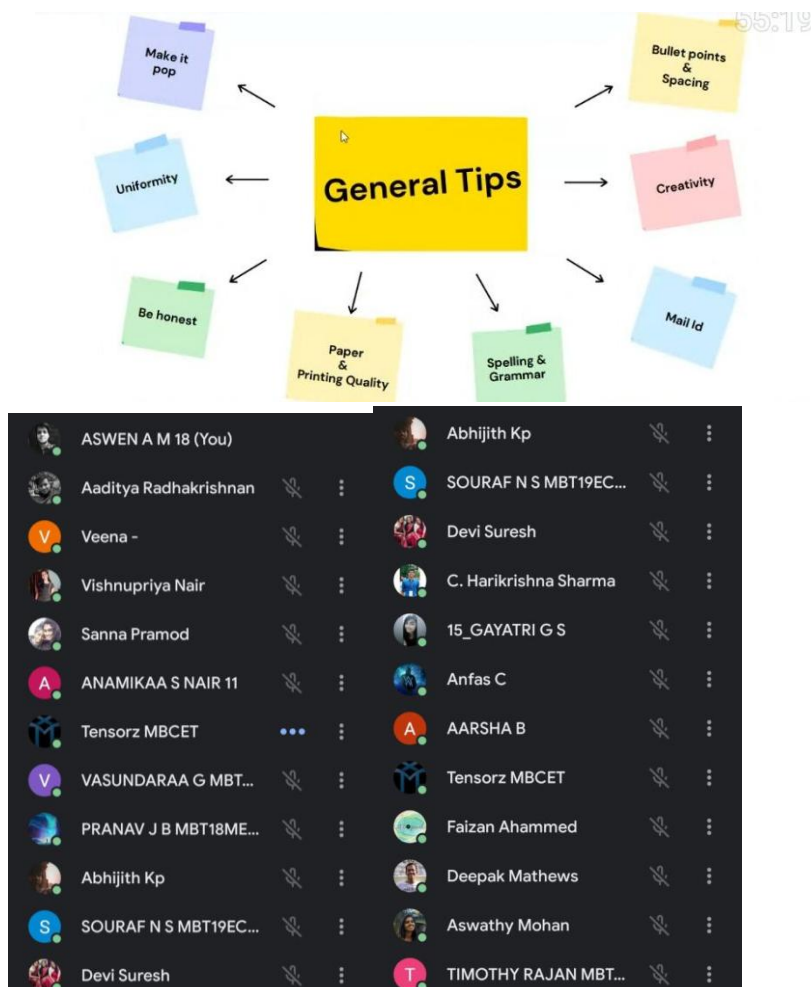 55:19
Make it
pop
Bullet points
&
Spacing
General Tips
Uniformity
Creativity
Be honest
Mail Id
Paper
&
Printing Quality
Spelling &
Grammar
ASWEN A M 18 (You)
Aaditya Radhakrishnan
V
Veena -
Vishnupriya Nair
Sanna Pramod
A
ANAMIKAA S NAIR 11
Tensorz MBCET
V
VASUNDARAA G MBT...
PRANAV J B MBT18ME...
Abhijith Kp
S
SOURAF N S MBT19EC...
Devi Suresh
Abhijith Kp
S
SOURAF N S MBT19EC...
Devi Suresh
C. Harikrishna Sharma
15_GAYATRI G S
Anfas C
A
AARSHA B
Tensorz MBCET
Faizan Ahammed
Deepak Mathews
Aswathy Mohan
T
TIMOTHY RAJAN MBT...